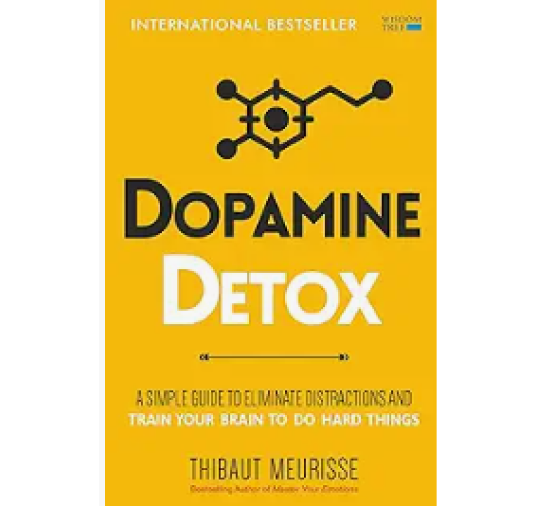 INTERNATIONAL BESTSELLER
WISDOM
TREE
DOPAMINE
DETOX
A SIMPLE GUIDE TO ELIMINATE DISTRACTIONS AND
TRAIN YOUR BRAIN TO DO HARD THINGS
THIBAUT MEURISSE
Bestselling Author of Master Your Emotions